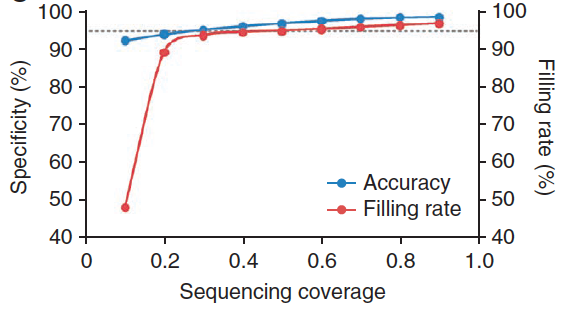 100 100
90 90
80 80
70 70
60 60
50 50
40 40
Specificity (%)
Filling rate (%)
Accuracy
Filling rate
0 0.2 0.4 0.6 0.8 1.0
Sequencing coverage